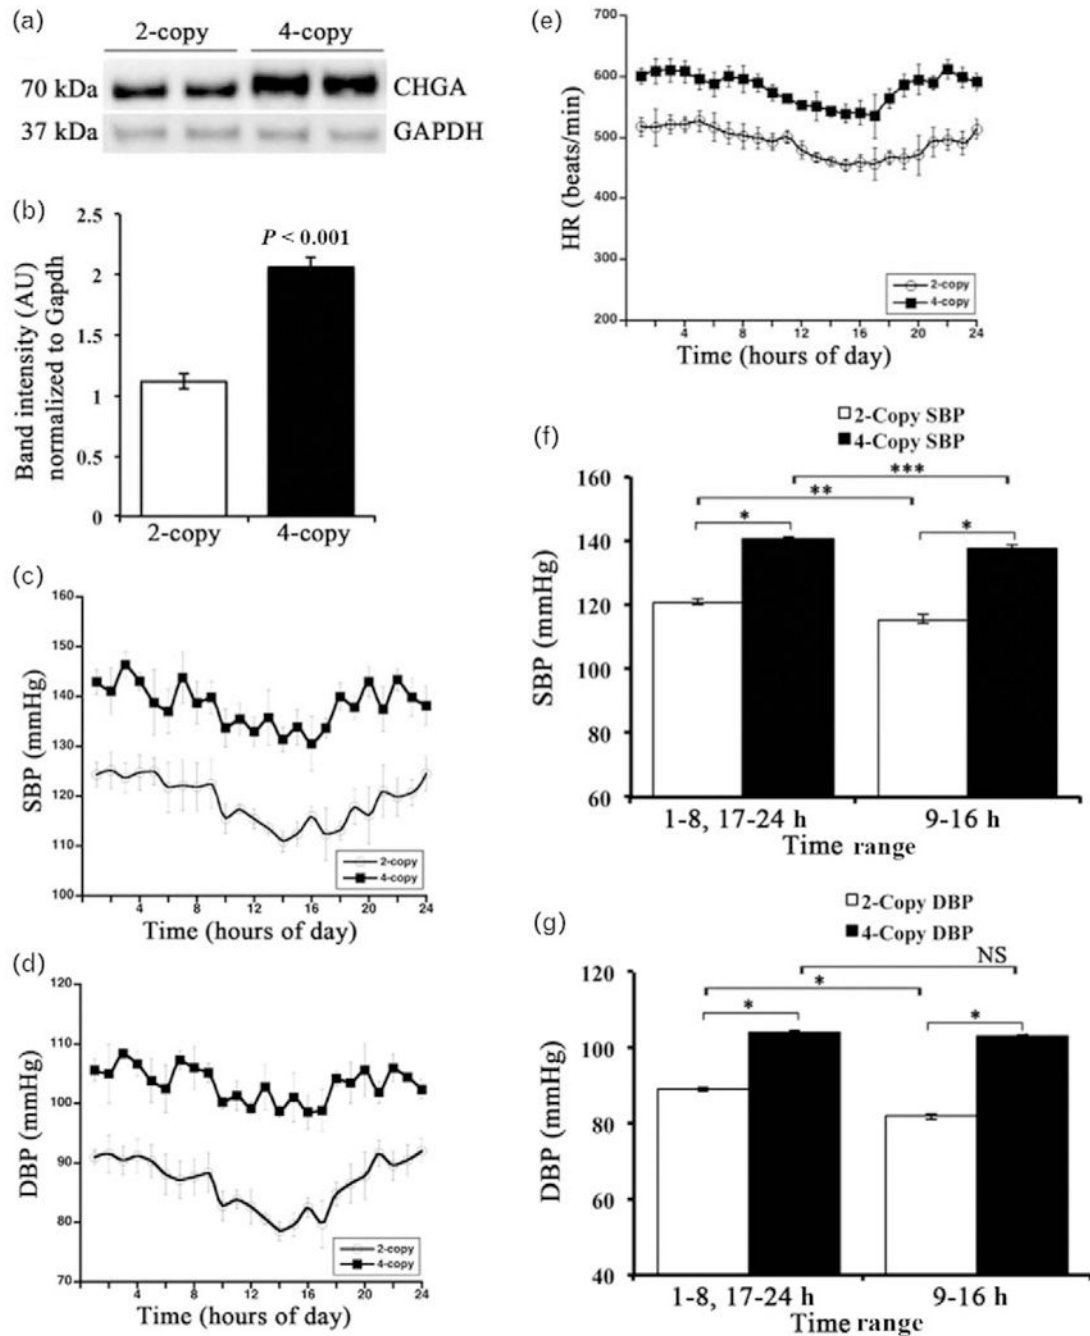 (a)
2-copy 4-copy
70 kDa CHGA
37 kDa GAPDH
(b)
Band intensity (AU)
normalized to Gapdh
2.5
2
1.5
1
0.5
0
P < 0.001
2-copy 4-copy
(c)
SBP (mmHg)
160
150
140
130
120
110
100
2-copy
4-copy
4 8 12 16 20 24
Time (hours of day)
(d)
DBP (mmHg)
120
110
100
90
80
70
2-copy
4-copy
4 8 12 16 20 24
Time (hours of day)
(e)
HR (beats/min)
700
600
500
400
300
200
2-copy
4-copy
4 8 12 16 20 24
Time (hours of day)
(f)
2-Copy SBP
4-Copy SBP
SBP (mmHg)
160
140
120
100
80
60
***
**
* *
1-8, 17-24 h 9-16 h
Time range
(g)
2-Copy DBP
4-Copy DBP
DBP (mmHg)
120
100
80
60
40
NS
*
* *
1-8, 17-24 h 9-16 h
Time range